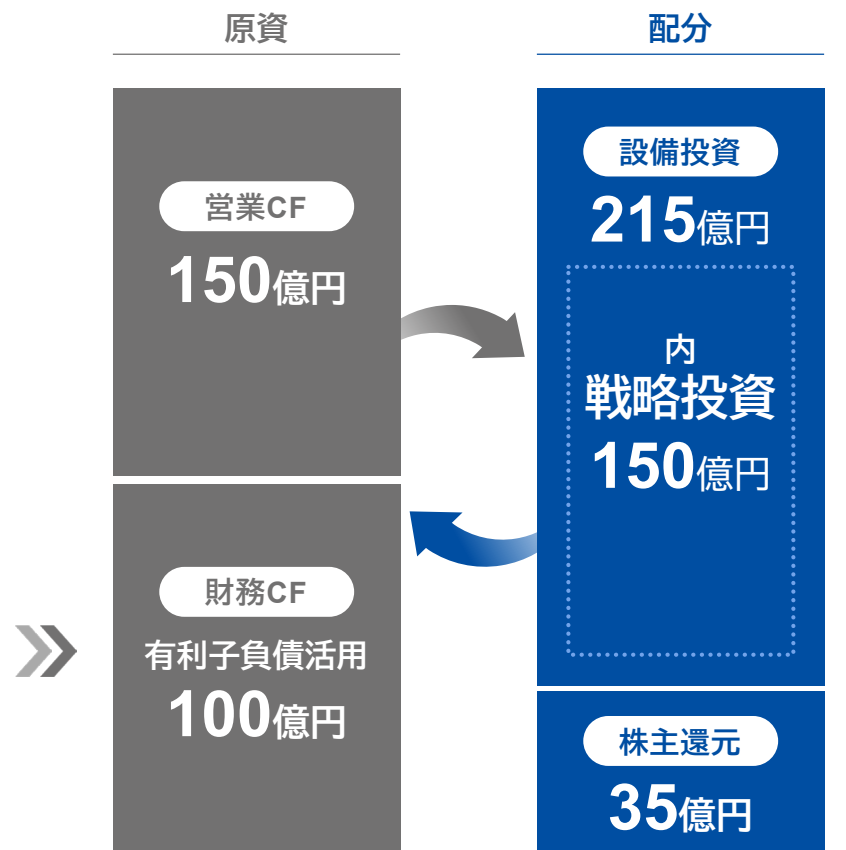 原資
営業CF
150億円
財務CF
有利子負債活用
100億円
配分
設備投資
215億円
内
戦略投資
150億円
株主還元
35億円